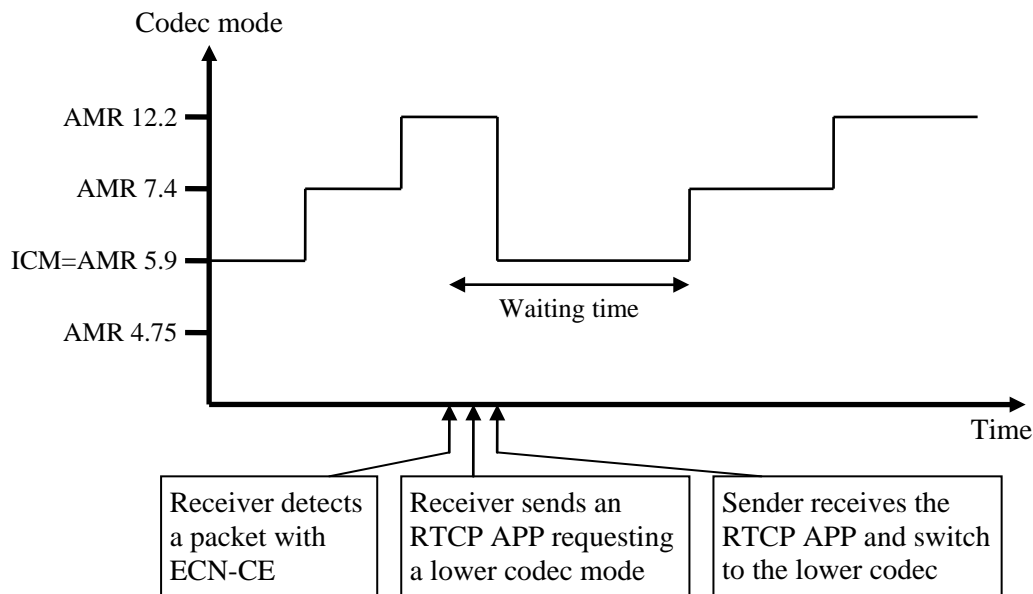 Codec mode
AMR 12.2
AMR 7.4
ICM=AMR 5.9
AMR 4.75
Waiting time
Time
Receiver detects
a packet with
ECN-CE
Receiver sends an
RTCP APP requesting
a lower codec mode
Sender receives the
RTCP APP and switch
to the lower codec